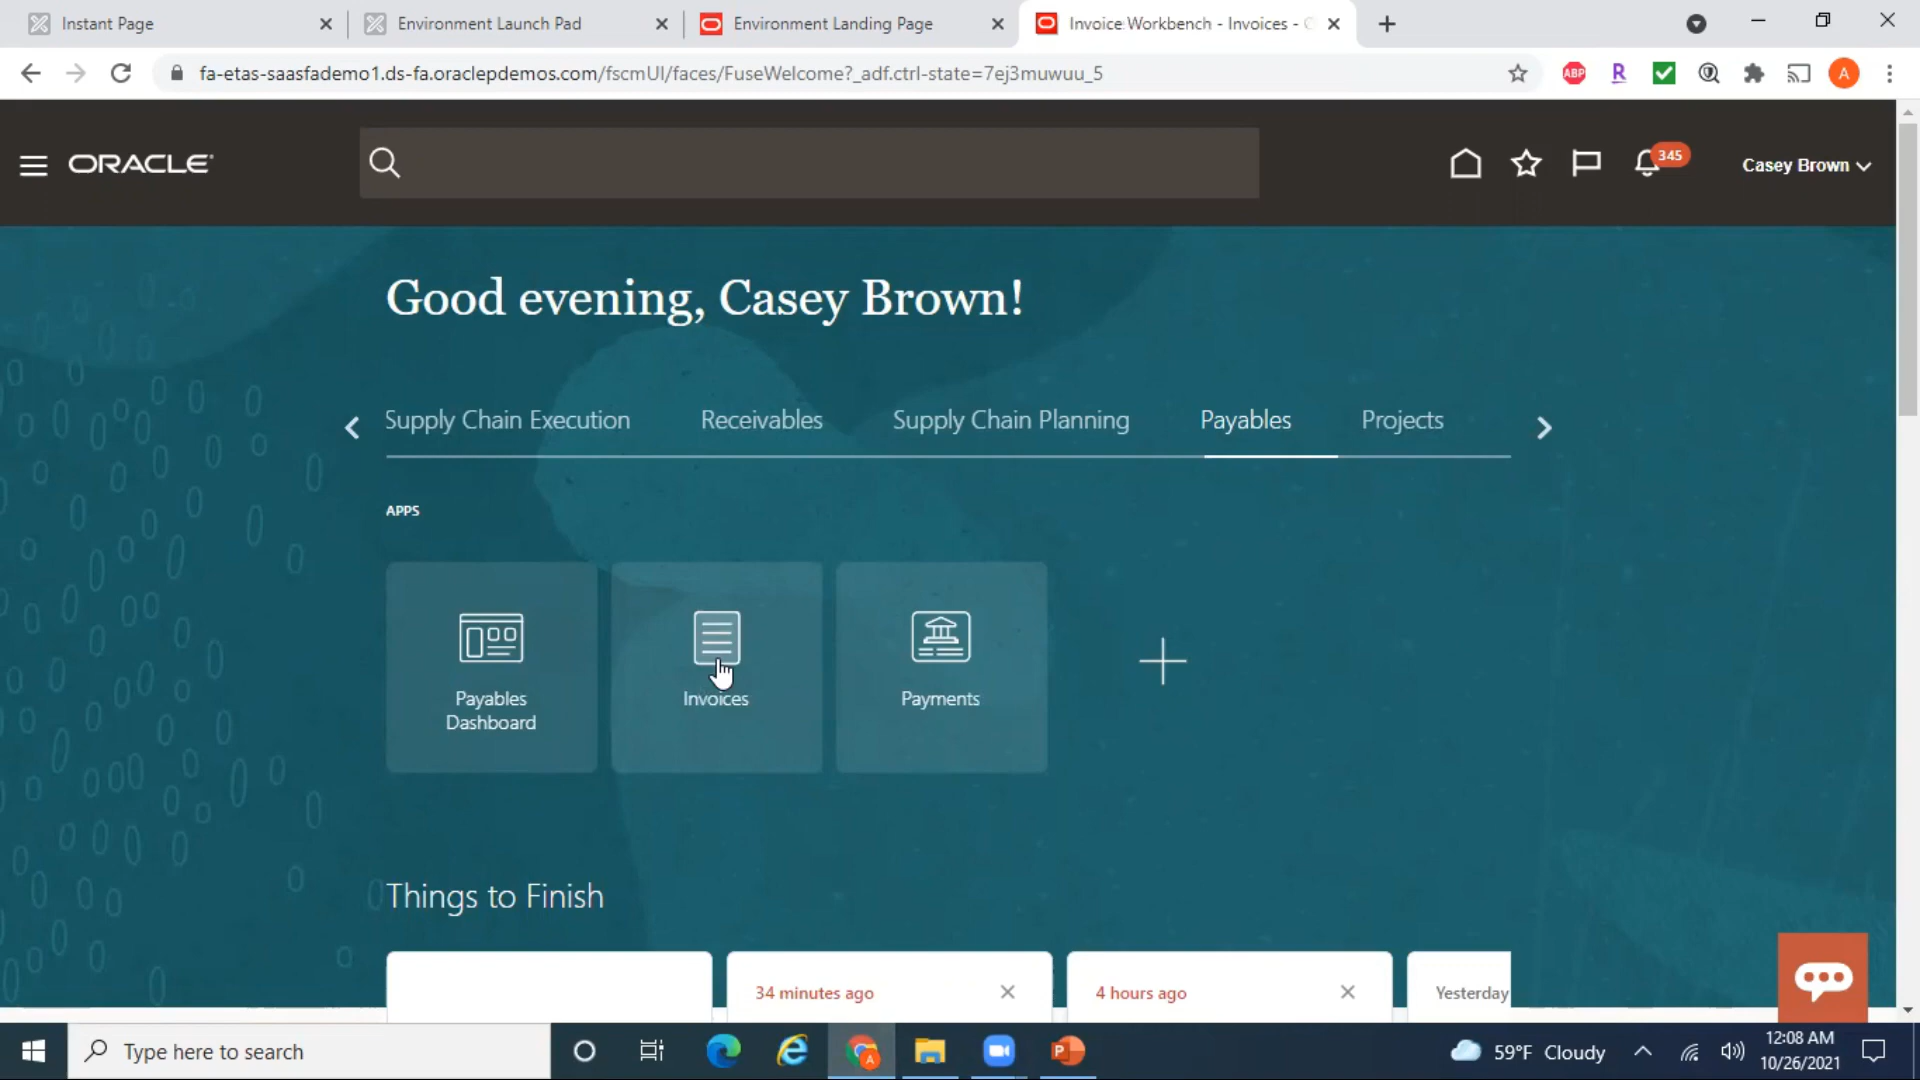 Instant Page
Environment Launch Pad
Environment Landing Page
Invoice Workbench - Invoices -
fa-etas-saasfademo1.ds-fa.oraclepdemos.com/fscmUI/faces/FuseWelcome?_adf.ctrl-state=7ej3muwuu_5
ABP
R
A
ORACLE
345
Casey Brown
Good evening, Casey Brown!
Supply Chain Execution
Receivables
Supply Chain Planning
Payables
Projects
APPS
Payables
Dashboard
Invoices
Payments
Things to Finish
34 minutes ago
4 hours ago
Yesterday
Type here to search
A
P
59°F Cloudy
12:08 AM
10/26/2021